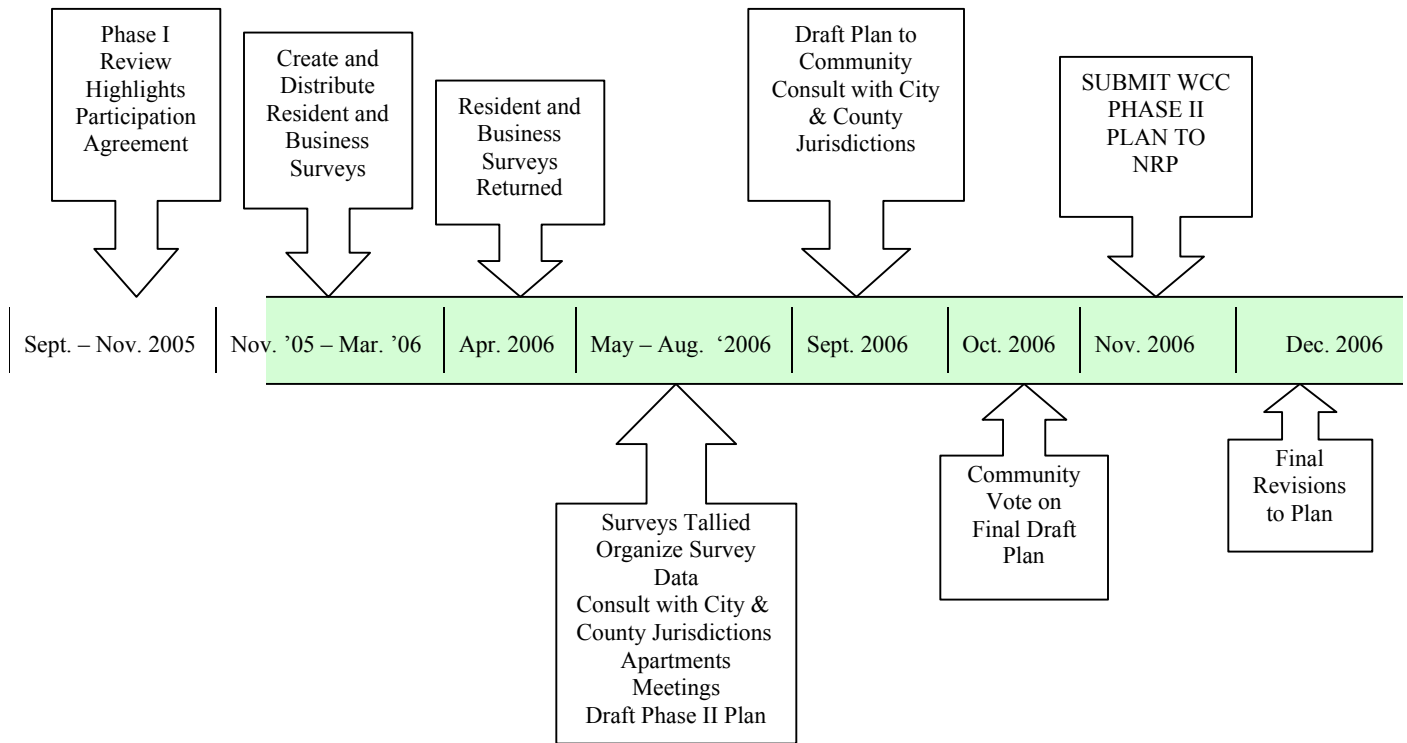 Phase I
Review
Highlights
Participation
Agreement
Create and
Distribute
Resident and
Business
Surveys
Resident and
Business
Surveys
Returned
Draft Plan to
Community
Consult with City
& County
Jurisdictions
SUBMIT WCC
PHASE II
PLAN TO
NRP
Sept. – Nov. 2005
Nov. ’05 – Mar. ’06
Apr. 2006
May – Aug. ‘2006
Sept. 2006
Oct. 2006
Nov. 2006
Dec. 2006
Surveys Tallied
Organize Survey
Data
Consult with City &
County Jurisdictions
Apartments
Meetings
Draft Phase II Plan
Community
Vote on
Final Draft
Plan
Final
Revisions
to Plan